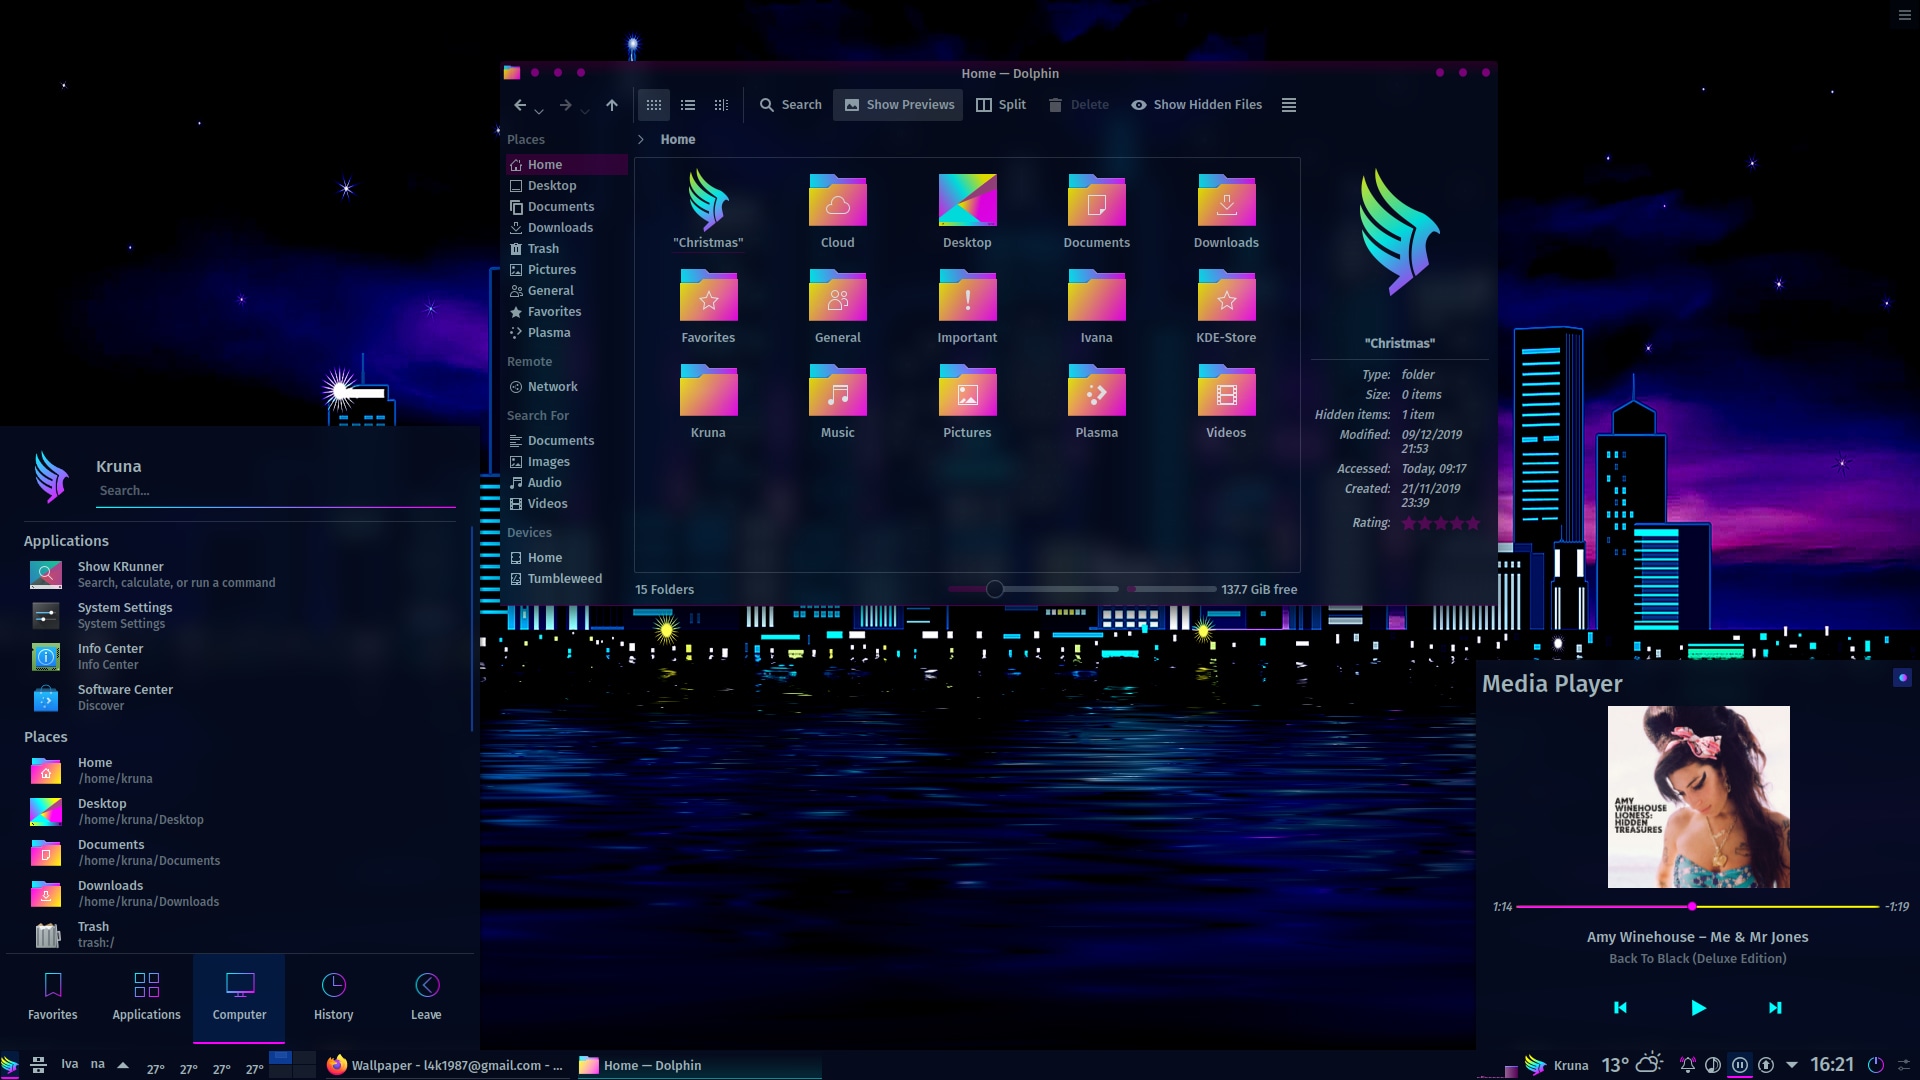 Home — Dolphin
Search
Show Previews
Split
Delete
Show Hidden Files
Places
Home
Desktop
Documents
Downloads
Trash
Pictures
General
Favorites
Plasma
Remote
Network
Search For
Documents
Images
Audio
Videos
Devices
Home
Tumbleweed
Home
"Christmas"
Cloud
Desktop
Documents
Downloads
Favorites
General
Important
Ivana
KDE-Store
Kruna
Music
Pictures
Plasma
Videos
15 Folders
137.7 GiB free
"Christmas"
Type: folder
Size: 0 items
Hidden items: 1 item
Modified: 09/12/2019
21:53
Accessed: Today, 09:17
Created: 21/11/2019
23:39
Rating:
Kruna
Search...
Applications
Show KRunner
Search, calculate, or run a command
System Settings
System Settings
Info Center
Info Center
Software Center
Discover
Places
Home
/home/kruna
Desktop
/home/kruna/Desktop
Documents
/home/kruna/Documents
Downloads
/home/kruna/Downloads
Trash
trash:/
Favorites
Applications
Computer
History
Leave
Media Player
AMY
WINEHOUSE
LIONESS:
HIDDEN
TREASURES
1:14
-1:19
Amy Winehouse – Me & Mr Jones
Back To Black (Deluxe Edition)
Iva
na
27°
27°
27°
27°
Wallpaper - l4k1987@gmail.com - ...
Home — Dolphin
Kruna
13°
16:21